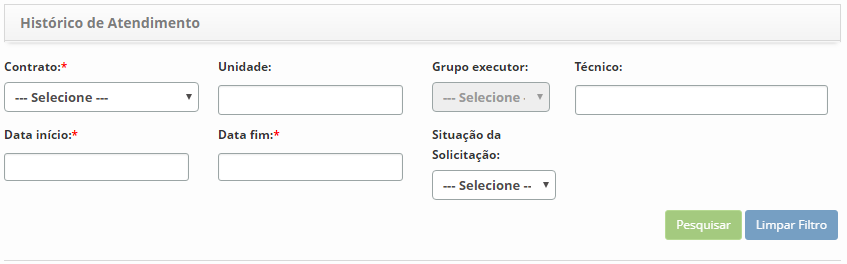 Histórico de Atendimento
Contrato:* Unidade: Grupo executor: Técnico:
--- Selecione --- --- Selecione -
Data início:* Data fim:* Situação da
Solicitação:
--- Selecione --
Pesquisar Limpar Filtro